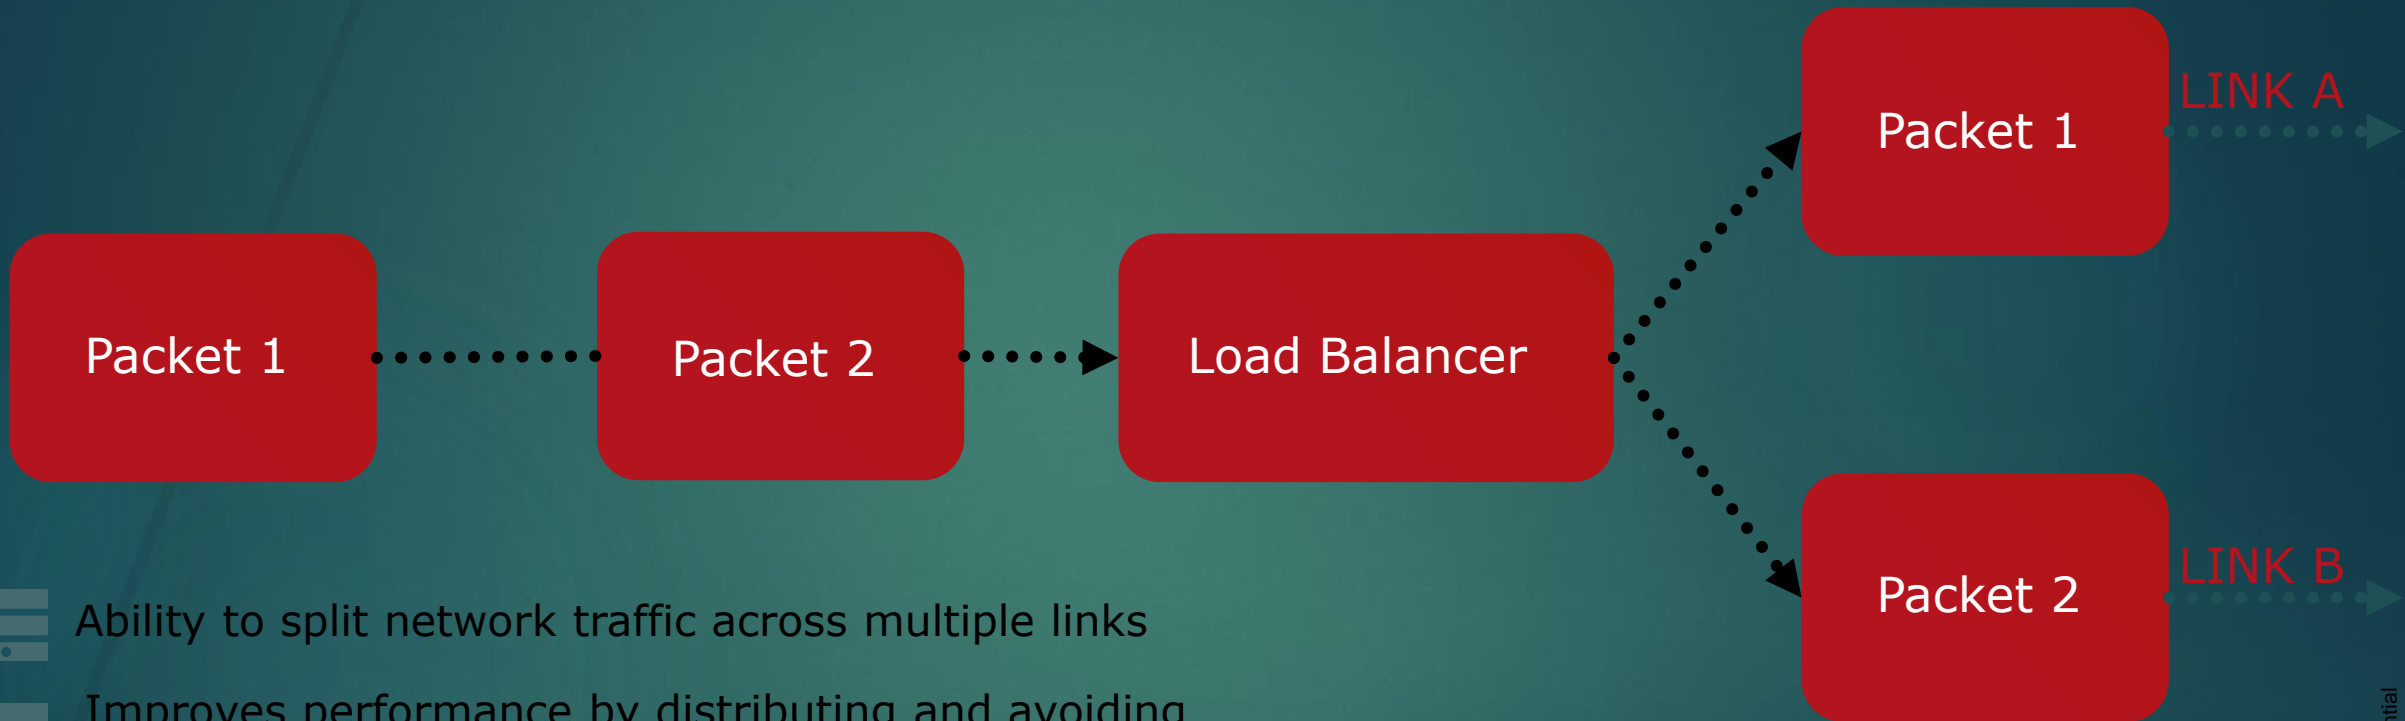 Packet 1
LINK A
Packet 1
Packet 2
Load Balancer
Packet 2
LINK B
Ability to split network traffic across multiple links
Improves performance by distributing and avoiding